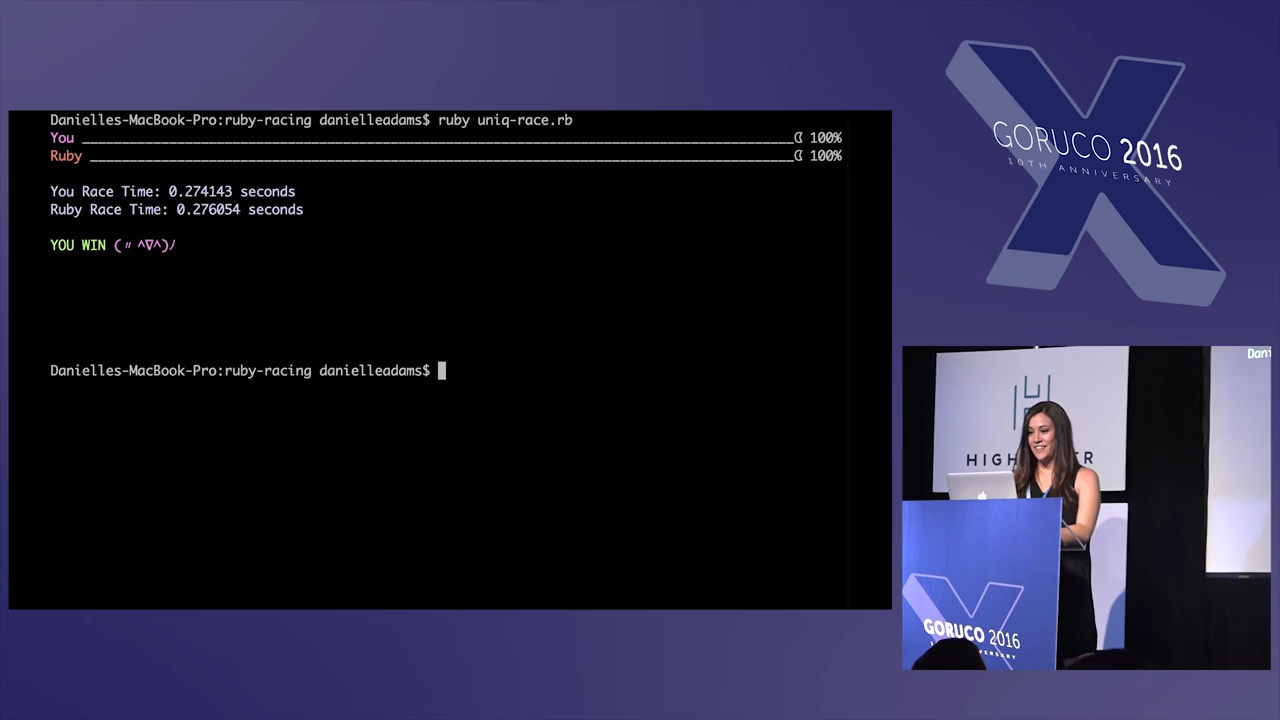 Danielles-MacBook-Pro:ruby-racing danielleadams$ ruby uniq-race.rb
You 100%
Ruby 100%
You Race Time: 0.274143 seconds
Ruby Race Time: 0.276054 seconds
YOU WIN (〃^∇^)ﾉ
Danielles-MacBook-Pro:ruby-racing danielleadams$
GORUCO 2016
10TH ANNIVERSARY
Dani
GORUCO 2016